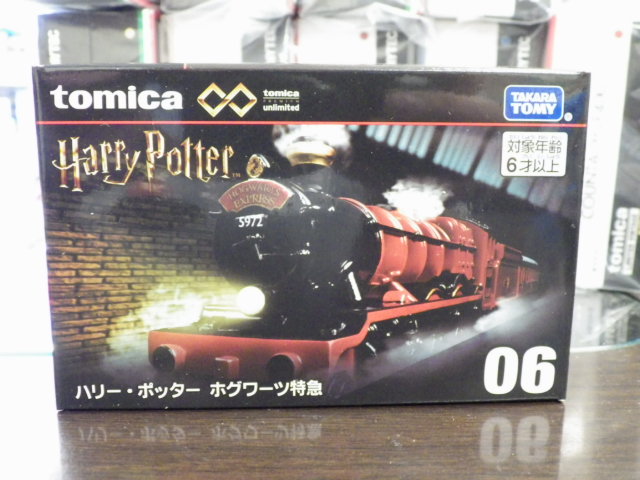 tomica
tomica
PREMIUM
unlimited
TAKARA
TOMY
Harry Potter
対象年齢
6才以上
HOGWARTS
EXPRESS
5972
ハリー・ポッター ホグワーツ特急
06
tomica